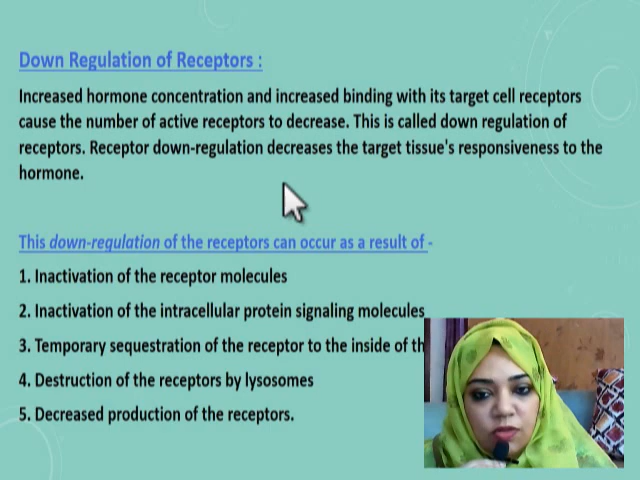 Down Regulation of Receptors :
Increased hormone concentration and increased binding with its target cell receptors
cause the number of active receptors to decrease. This is called down regulation of
receptors. Receptor down-regulation decreases the target tissue's responsiveness to the
hormone.
This down-regulation of the receptors can occur as a result of -
1. Inactivation of the receptor molecules
2. Inactivation of the intracellular protein signaling molecules
3. Temporary sequestration of the receptor to the inside of
4. Destruction of the receptors by lysosomes
5. Decreased production of the receptors.